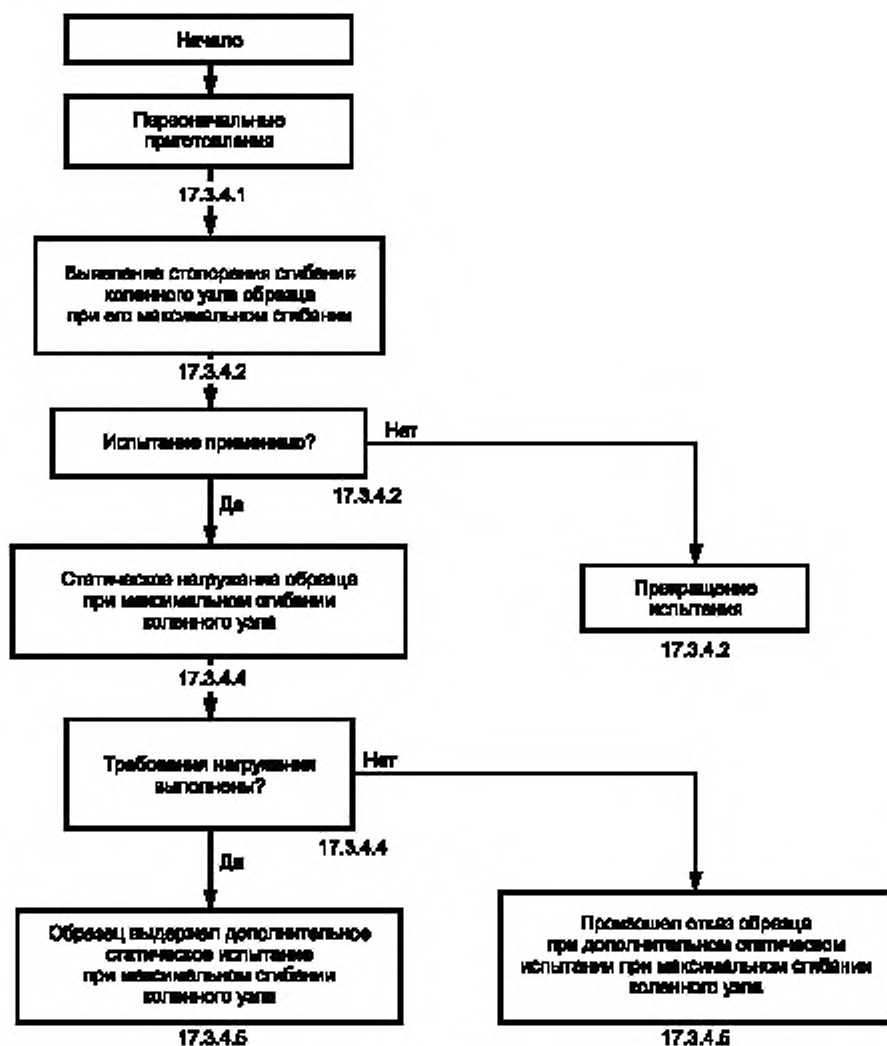 Начало
Первоначальные
приготовления
17.3.4.1
Выявление стопорения сгибания
коленного узла образца
при его максимальном сгибании
17.3.4.2
Испытание применимо?
Нет
17.3.4.2
Да
Статическое нагружение образца
при максимальном сгибании
коленного узла
Прекращение
испытания
17.3.4.2
17.3.4.4
Требования нагружения
выполнены?
Нет
17.3.4.4
Да
Образец выдержал дополнительное
статическое испытание
при максимальном сгибании
коленного узла
17.3.4.5
Произошел отказ образца
при дополнительном статическом
испытании при максимальном сгибании
коленного узла
17.3.4.5